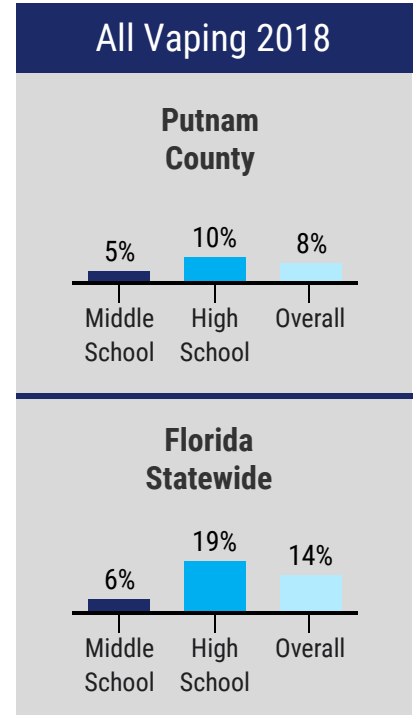 All Vaping 2018
Putnam
County
5%
10%
8%
Middle
School
High
School
Overall
Florida
Statewide
6%
19%
14%
Middle
School
High
School
Overall